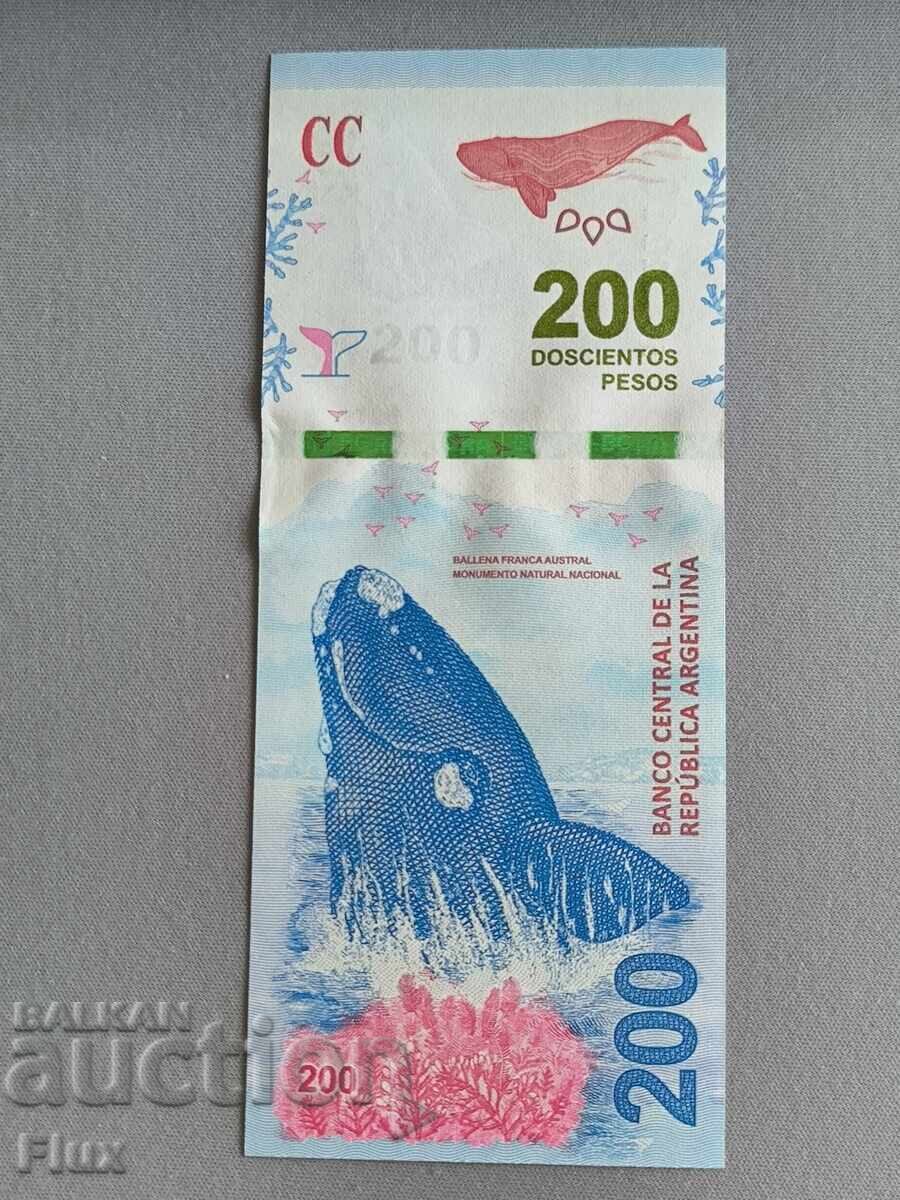 CC
200
DOSCIENTOS
PESOS
200
BALLENA FRANCA AUSTRAL
MONUMENTO NATURAL NACIONAL
BANCO CENTRAL DE LA
REPÚBLICA ARGENTINA
200
200
BALKAN
auction
Flux